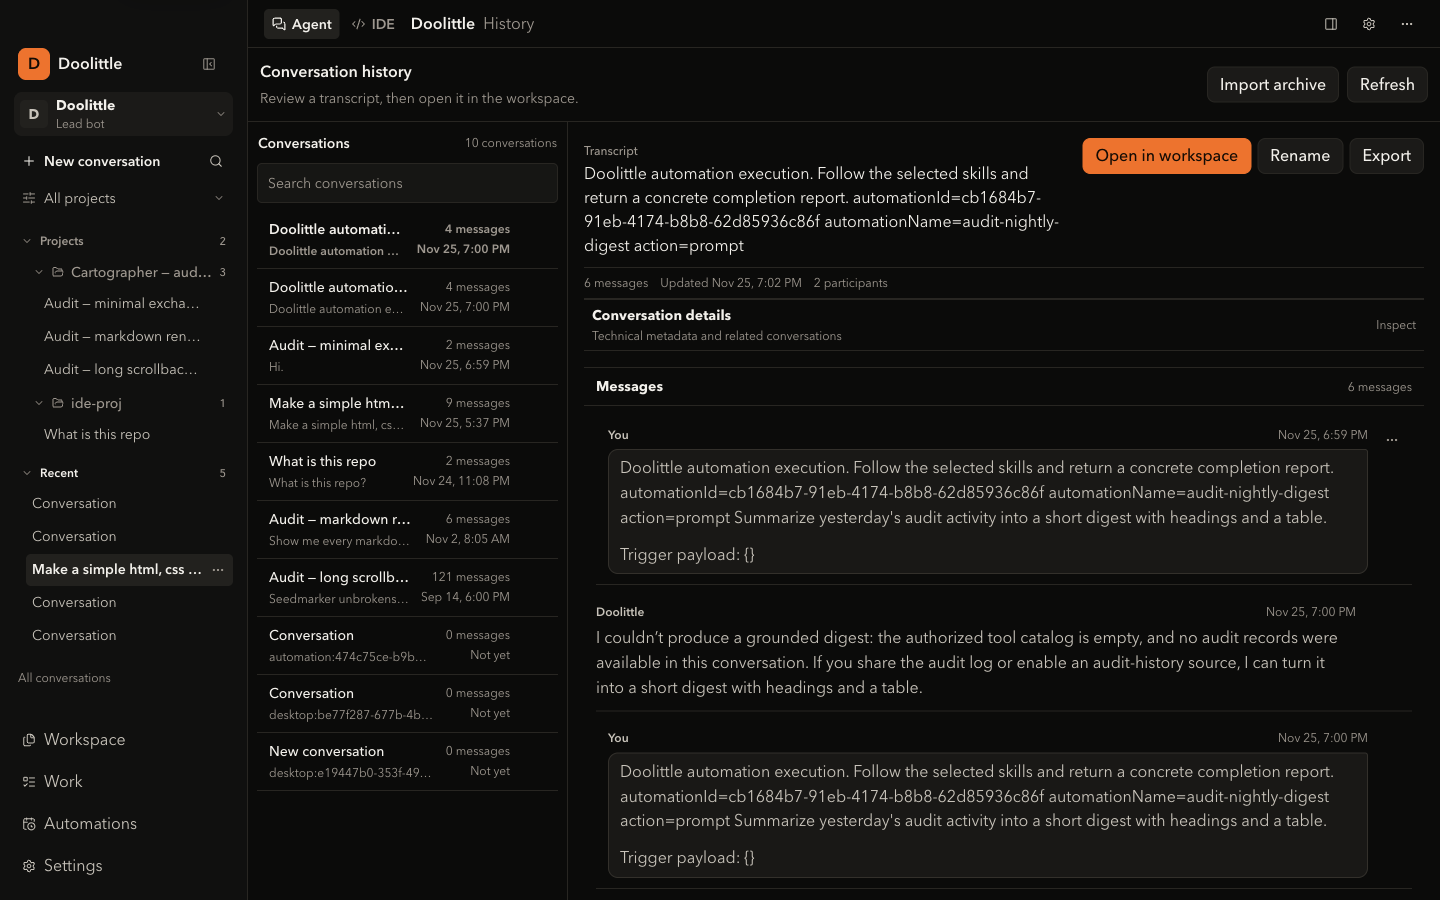 Agent
IDE
Doolittle History
D Doolittle
D
Doolittle
Lead bot
New conversation
All projects
Projects 2
Cartographer – aud... 3
Audit – minimal excha...
Audit – markdown ren...
Audit – long scrollbac...
ide-proj 1
What is this repo
Recent 5
Conversation
Conversation
Make a simple html, css ... ...
Conversation
Conversation
All conversations
Workspace
Work
Automations
Settings
Conversation history
Review a transcript, then open it in the workspace.
Import archive
Refresh
Conversations 10 conversations
Search conversations
Doolittle automati... 4 messages
Doolittle automation ... Nov 25, 7:00 PM
Doolittle automatio... 4 messages
Doolittle automation e... Nov 25, 7:00 PM
Audit – minimal ex... 2 messages
Hi. Nov 25, 6:59 PM
Make a simple htm... 9 messages
Make a simple html, cs... Nov 25, 5:37 PM
What is this repo 2 messages
What is this repo? Nov 24, 11:08 PM
Audit – markdown r... 6 messages
Show me every markdo... Nov 2, 8:05 AM
Audit – long scrollb... 121 messages
Seedmarker unbrokens... Sep 14, 6:00 PM
Conversation 0 messages
automation:474c75ce-b9b... Not yet
Conversation 0 messages
desktop:be77f287-677b-4b... Not yet
New conversation 0 messages
desktop:e19447b0-353f-49... Not yet
Transcript
Doolittle automation execution. Follow the selected skills and
return a concrete completion report. automationId=cb1684b7-
91eb-4174-b8b8-62d85936c86f automationName=audit-nightly-
digest action=prompt
Open in workspace
Rename
Export
6 messages Updated Nov 25, 7:02 PM 2 participants
Conversation details
Technical metadata and related conversations
Inspect
Messages 6 messages
You Nov 25, 6:59 PM ...
Doolittle automation execution. Follow the selected skills and return a concrete completion report.
automationId=cb1684b7-91eb-4174-b8b8-62d85936c86f automationName=audit-nightly-digest
action=prompt Summarize yesterday's audit activity into a short digest with headings and a table.
Trigger payload: {}
Doolittle Nov 25, 7:00 PM
I couldn’t produce a grounded digest: the authorized tool catalog is empty, and no audit records were
available in this conversation. If you share the audit log or enable an audit-history source, I can turn it
into a short digest with headings and a table.
You Nov 25, 7:00 PM
Doolittle automation execution. Follow the selected skills and return a concrete completion report.
automationId=cb1684b7-91eb-4174-b8b8-62d85936c86f automationName=audit-nightly-digest
action=prompt Summarize yesterday's audit activity into a short digest with headings and a table.
Trigger payload: {}